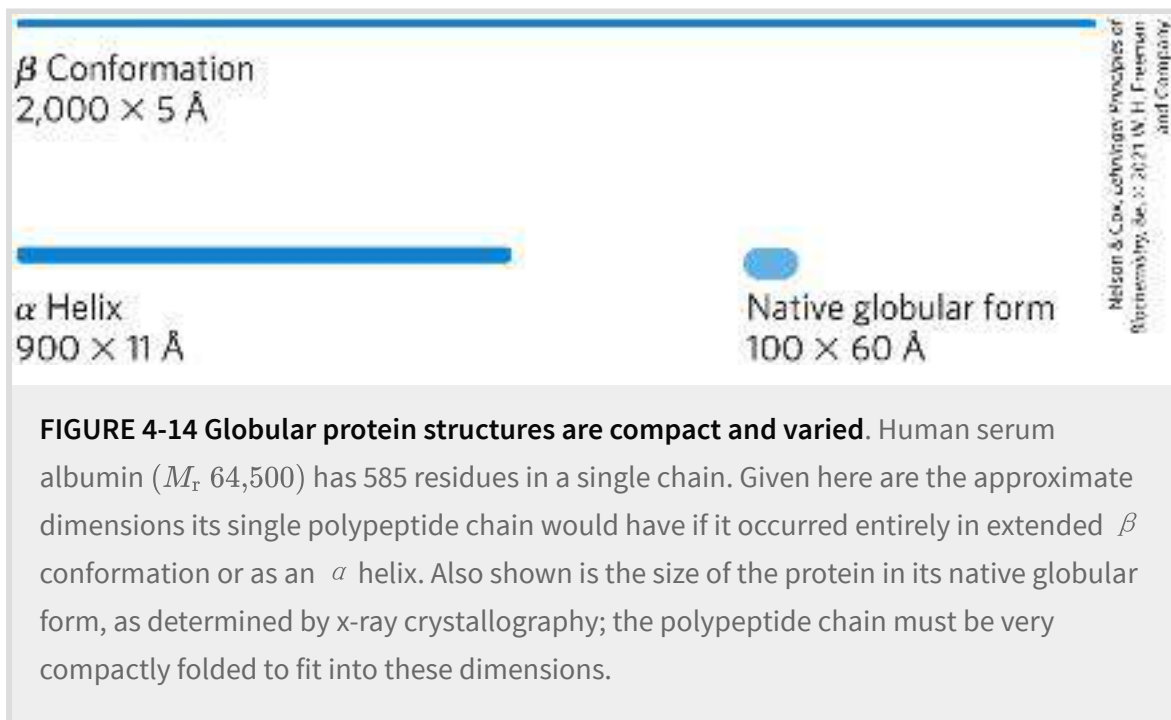 β Conformation
2,000 × 5 Å
α Helix
900 × 11 Å
Native globular form
100 × 60 Å
Nelson & Cox, Lehninger Principles of
Biochemistry, 8e, © 2021 W. H. Freeman
and Company
FIGURE 4-14 Globular protein structures are compact and varied. Human serum
albumin (Mr 64,500) has 585 residues in a single chain. Given here are the approximate
dimensions its single polypeptide chain would have if it occurred entirely in extended β
conformation or as an α helix. Also shown is the size of the protein in its native globular
form, as determined by x-ray crystallography; the polypeptide chain must be very
compactly folded to fit into these dimensions.